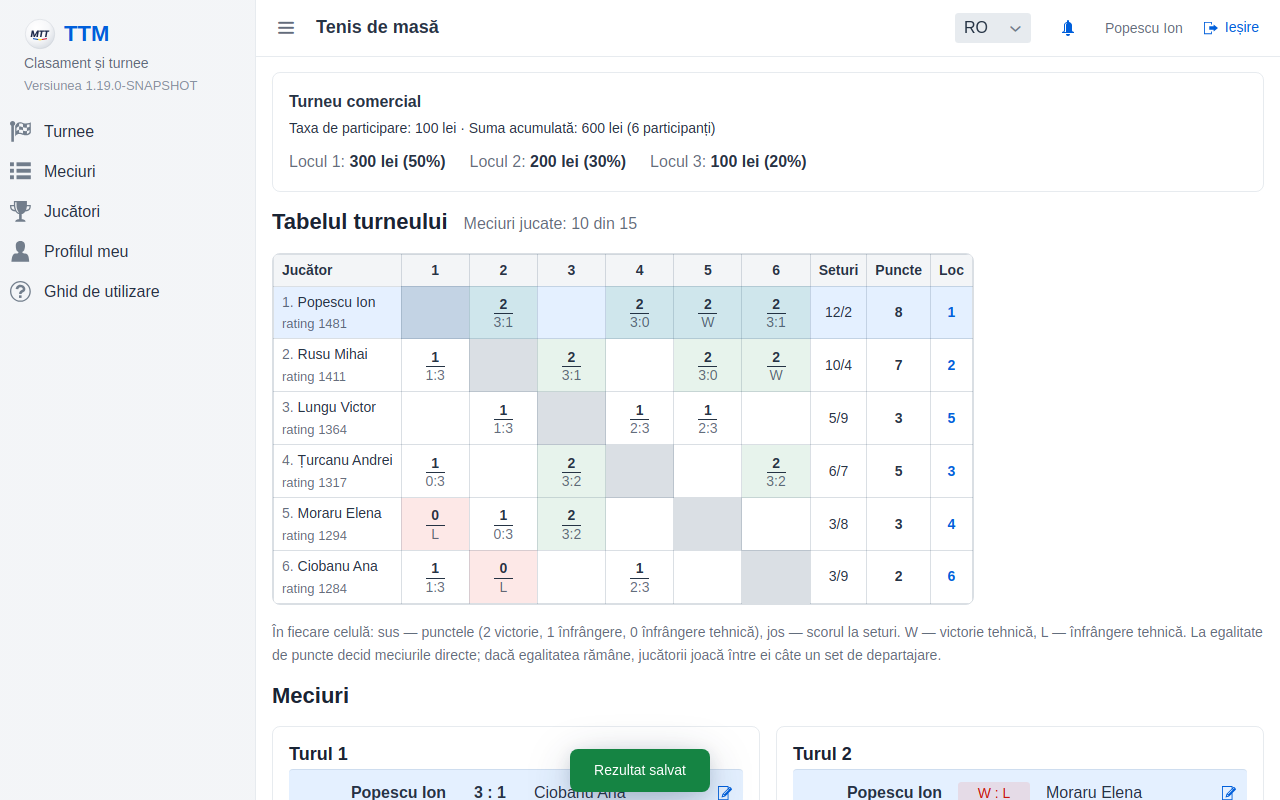 MTT TTM
Clasament și turnee
Versiunea 1.19.0-SNAPSHOT
Turnee
Meciuri
Jucători
Profilul meu
Ghid de utilizare
Tenis de masă
RO
Popescu Ion
Ieșire
Turneu comercial
Taxa de participare: 100 lei · Suma acumulată: 600 lei (6 participanți)
Locul 1: 300 lei (50%) Locul 2: 200 lei (30%) Locul 3: 100 lei (20%)
Tabelul turneului Meciuri jucate: 10 din 15
Jucător 1 2 3 4 5 6 Seturi Puncte Loc
1. Popescu Ion 2 2 2 2 12/2 8 1
rating 1481 3:1 3:0 W 3:1
2. Rusu Mihai 1 2 2 2 10/4 7 2
rating 1411 1:3 3:1 3:0 W
3. Lungu Victor 1 1 1 5/9 3 5
rating 1364 1:3 2:3 2:3
4. Țurcanu Andrei 1 2 2 6/7 5 3
rating 1317 0:3 3:2 3:2
5. Moraru Elena 0 1 2 3/8 3 4
rating 1294 L 0:3 3:2
6. Ciobanu Ana 1 0 1 3/9 2 6
rating 1284 1:3 L 2:3
În fiecare celulă: sus — punctele (2 victorie, 1 înfrângere, 0 înfrângere tehnică), jos — scorul la seturi. W — victorie tehnică, L — înfrângere tehnică. La egalitate
de puncte decid meciurile directe; dacă egalitatea rămâne, jucătorii joacă între ei câte un set de departajare.
Meciuri
Turul 1
Popescu Ion 3 : 1 Ciobanu Ana
Turul 2
Popescu Ion W : L Moraru Elena
Rezultat salvat